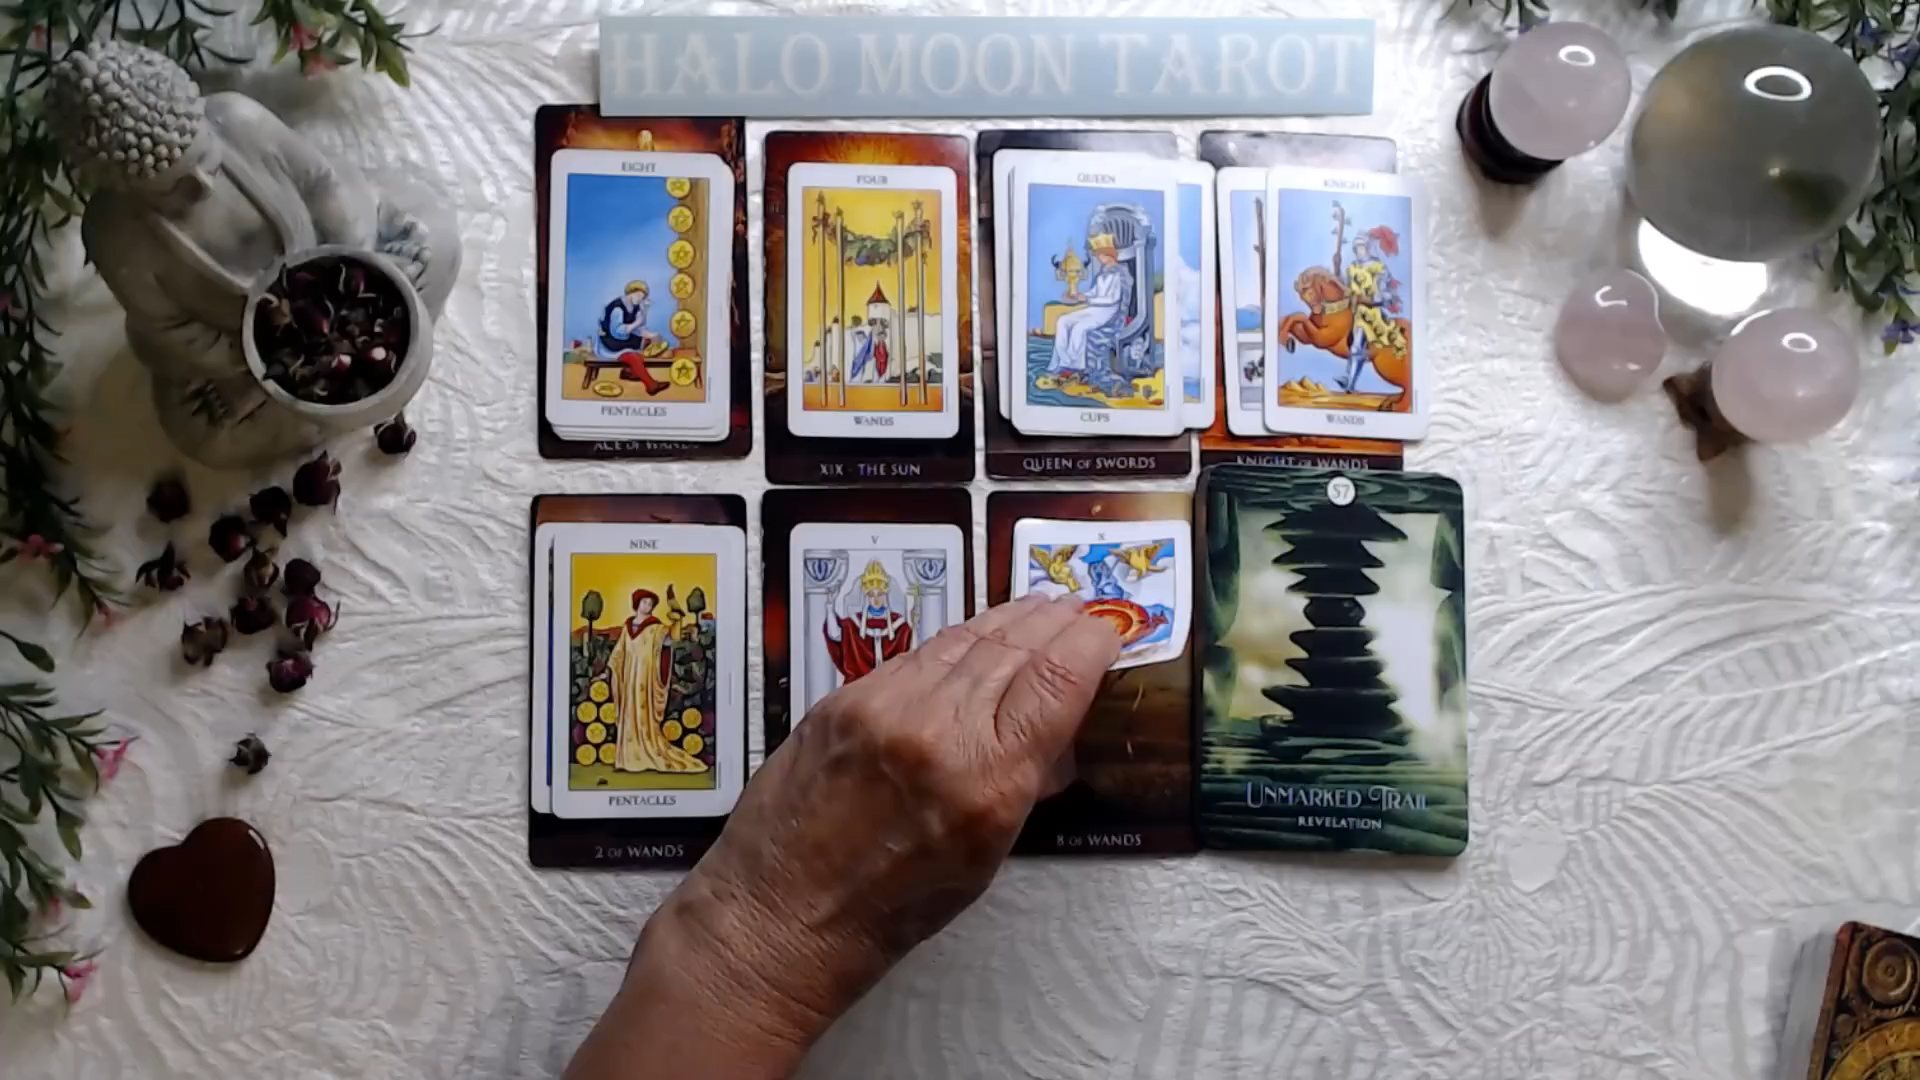 HALO MOON TAROT
EIGHT
PENTACLES
ACE OF WANDS
FOUR
WANDS
XIX · THE SUN
QUEEN
CUPS
QUEEN OF SWORDS
KNIGHT
WANDS
KNIGHT OF WANDS
NINE
PENTACLES
2 OF WANDS
V
X
8 OF WANDS
57
UNMARKED TRAIL
REVELATION